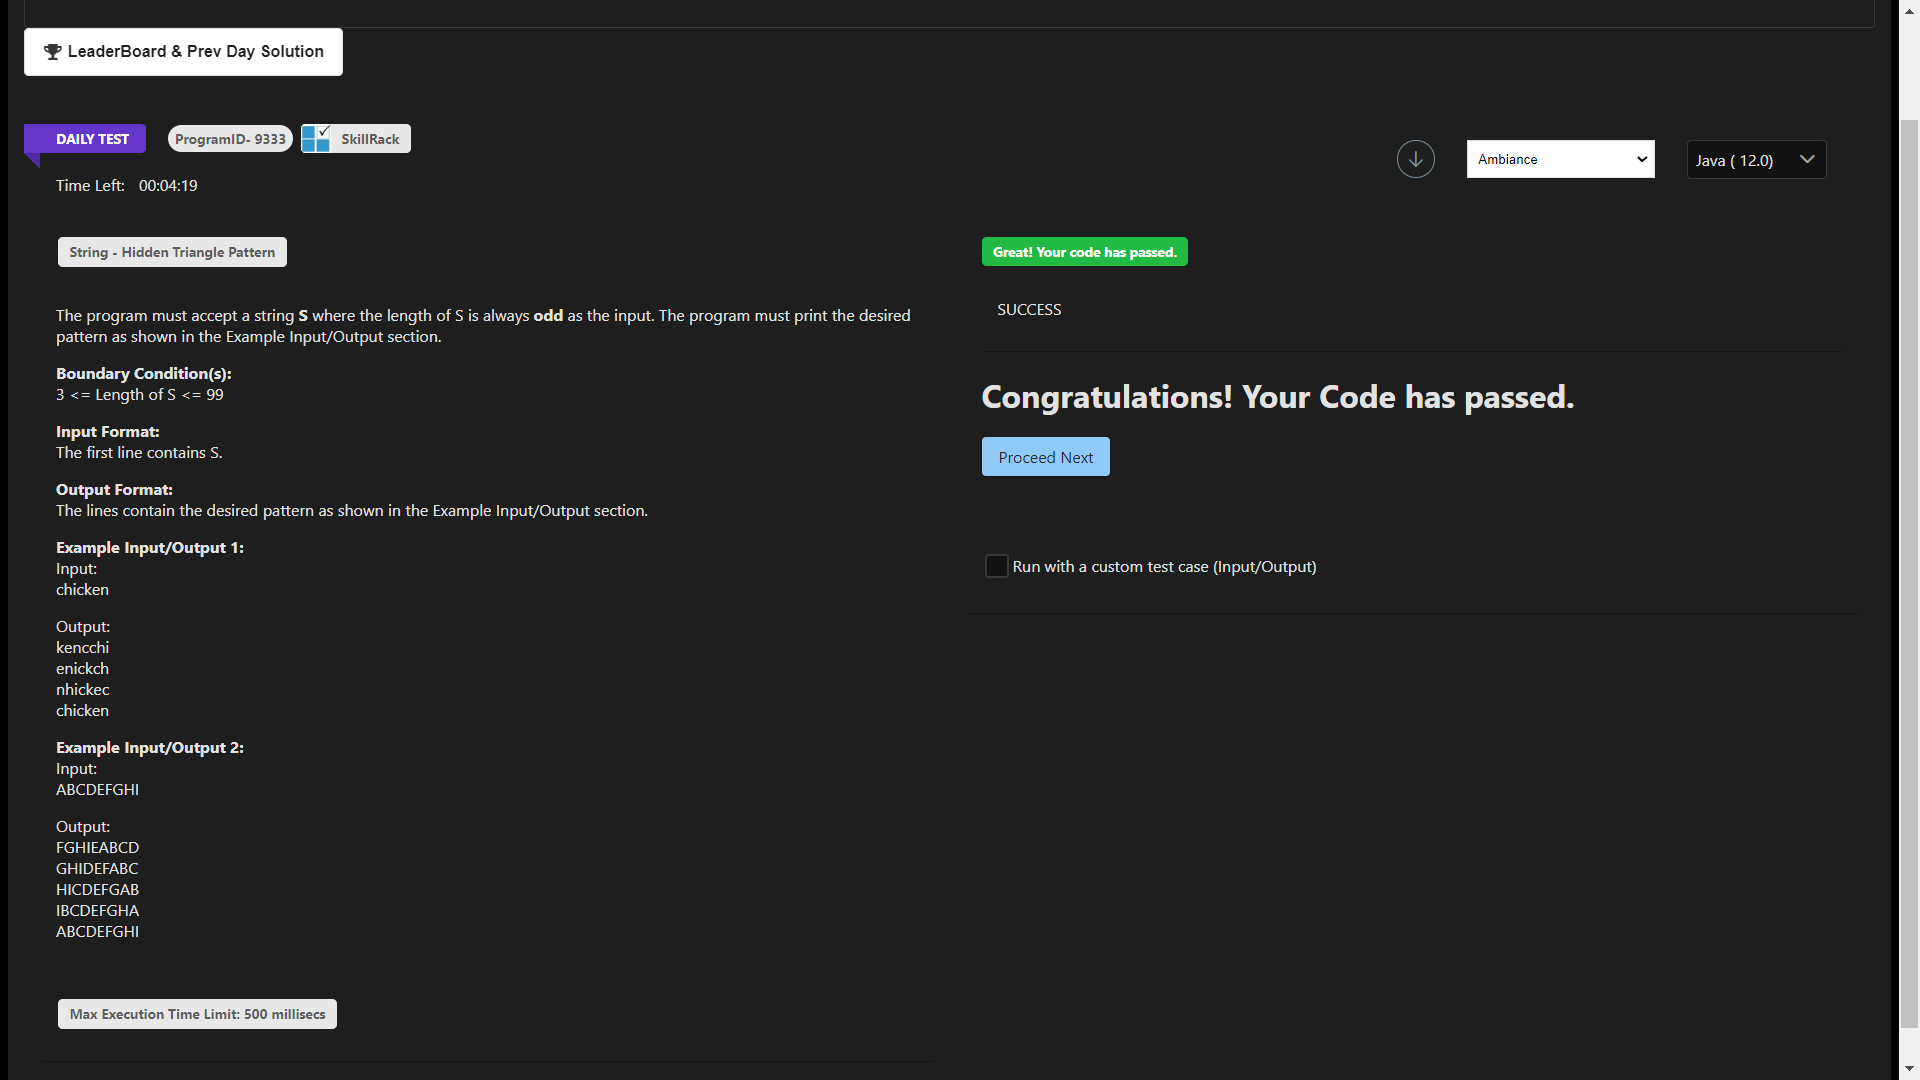 LeaderBoard & Prev Day Solution
DAILY TEST
ProgramID- 9333
SkillRack
Time Left: 00:04:19
Ambiance
Java ( 12.0)
String - Hidden Triangle Pattern
The program must accept a string S where the length of S is always odd as the input. The program must print the desired
pattern as shown in the Example Input/Output section.
Boundary Condition(s):
3 <= Length of S <= 99
Input Format:
The first line contains S.
Output Format:
The lines contain the desired pattern as shown in the Example Input/Output section.
Example Input/Output 1:
Input:
chicken
Output:
kencchi
enickch
nhickec
chicken
Example Input/Output 2:
Input:
ABCDEFGHI
Output:
FGHIEABCD
GHIDEFABC
HICDEFGAB
IBCDEFGHA
ABCDEFGHI
Max Execution Time Limit: 500 millisecs
Great! Your code has passed.
SUCCESS
Congratulations! Your Code has passed.
Proceed Next
Run with a custom test case (Input/Output)